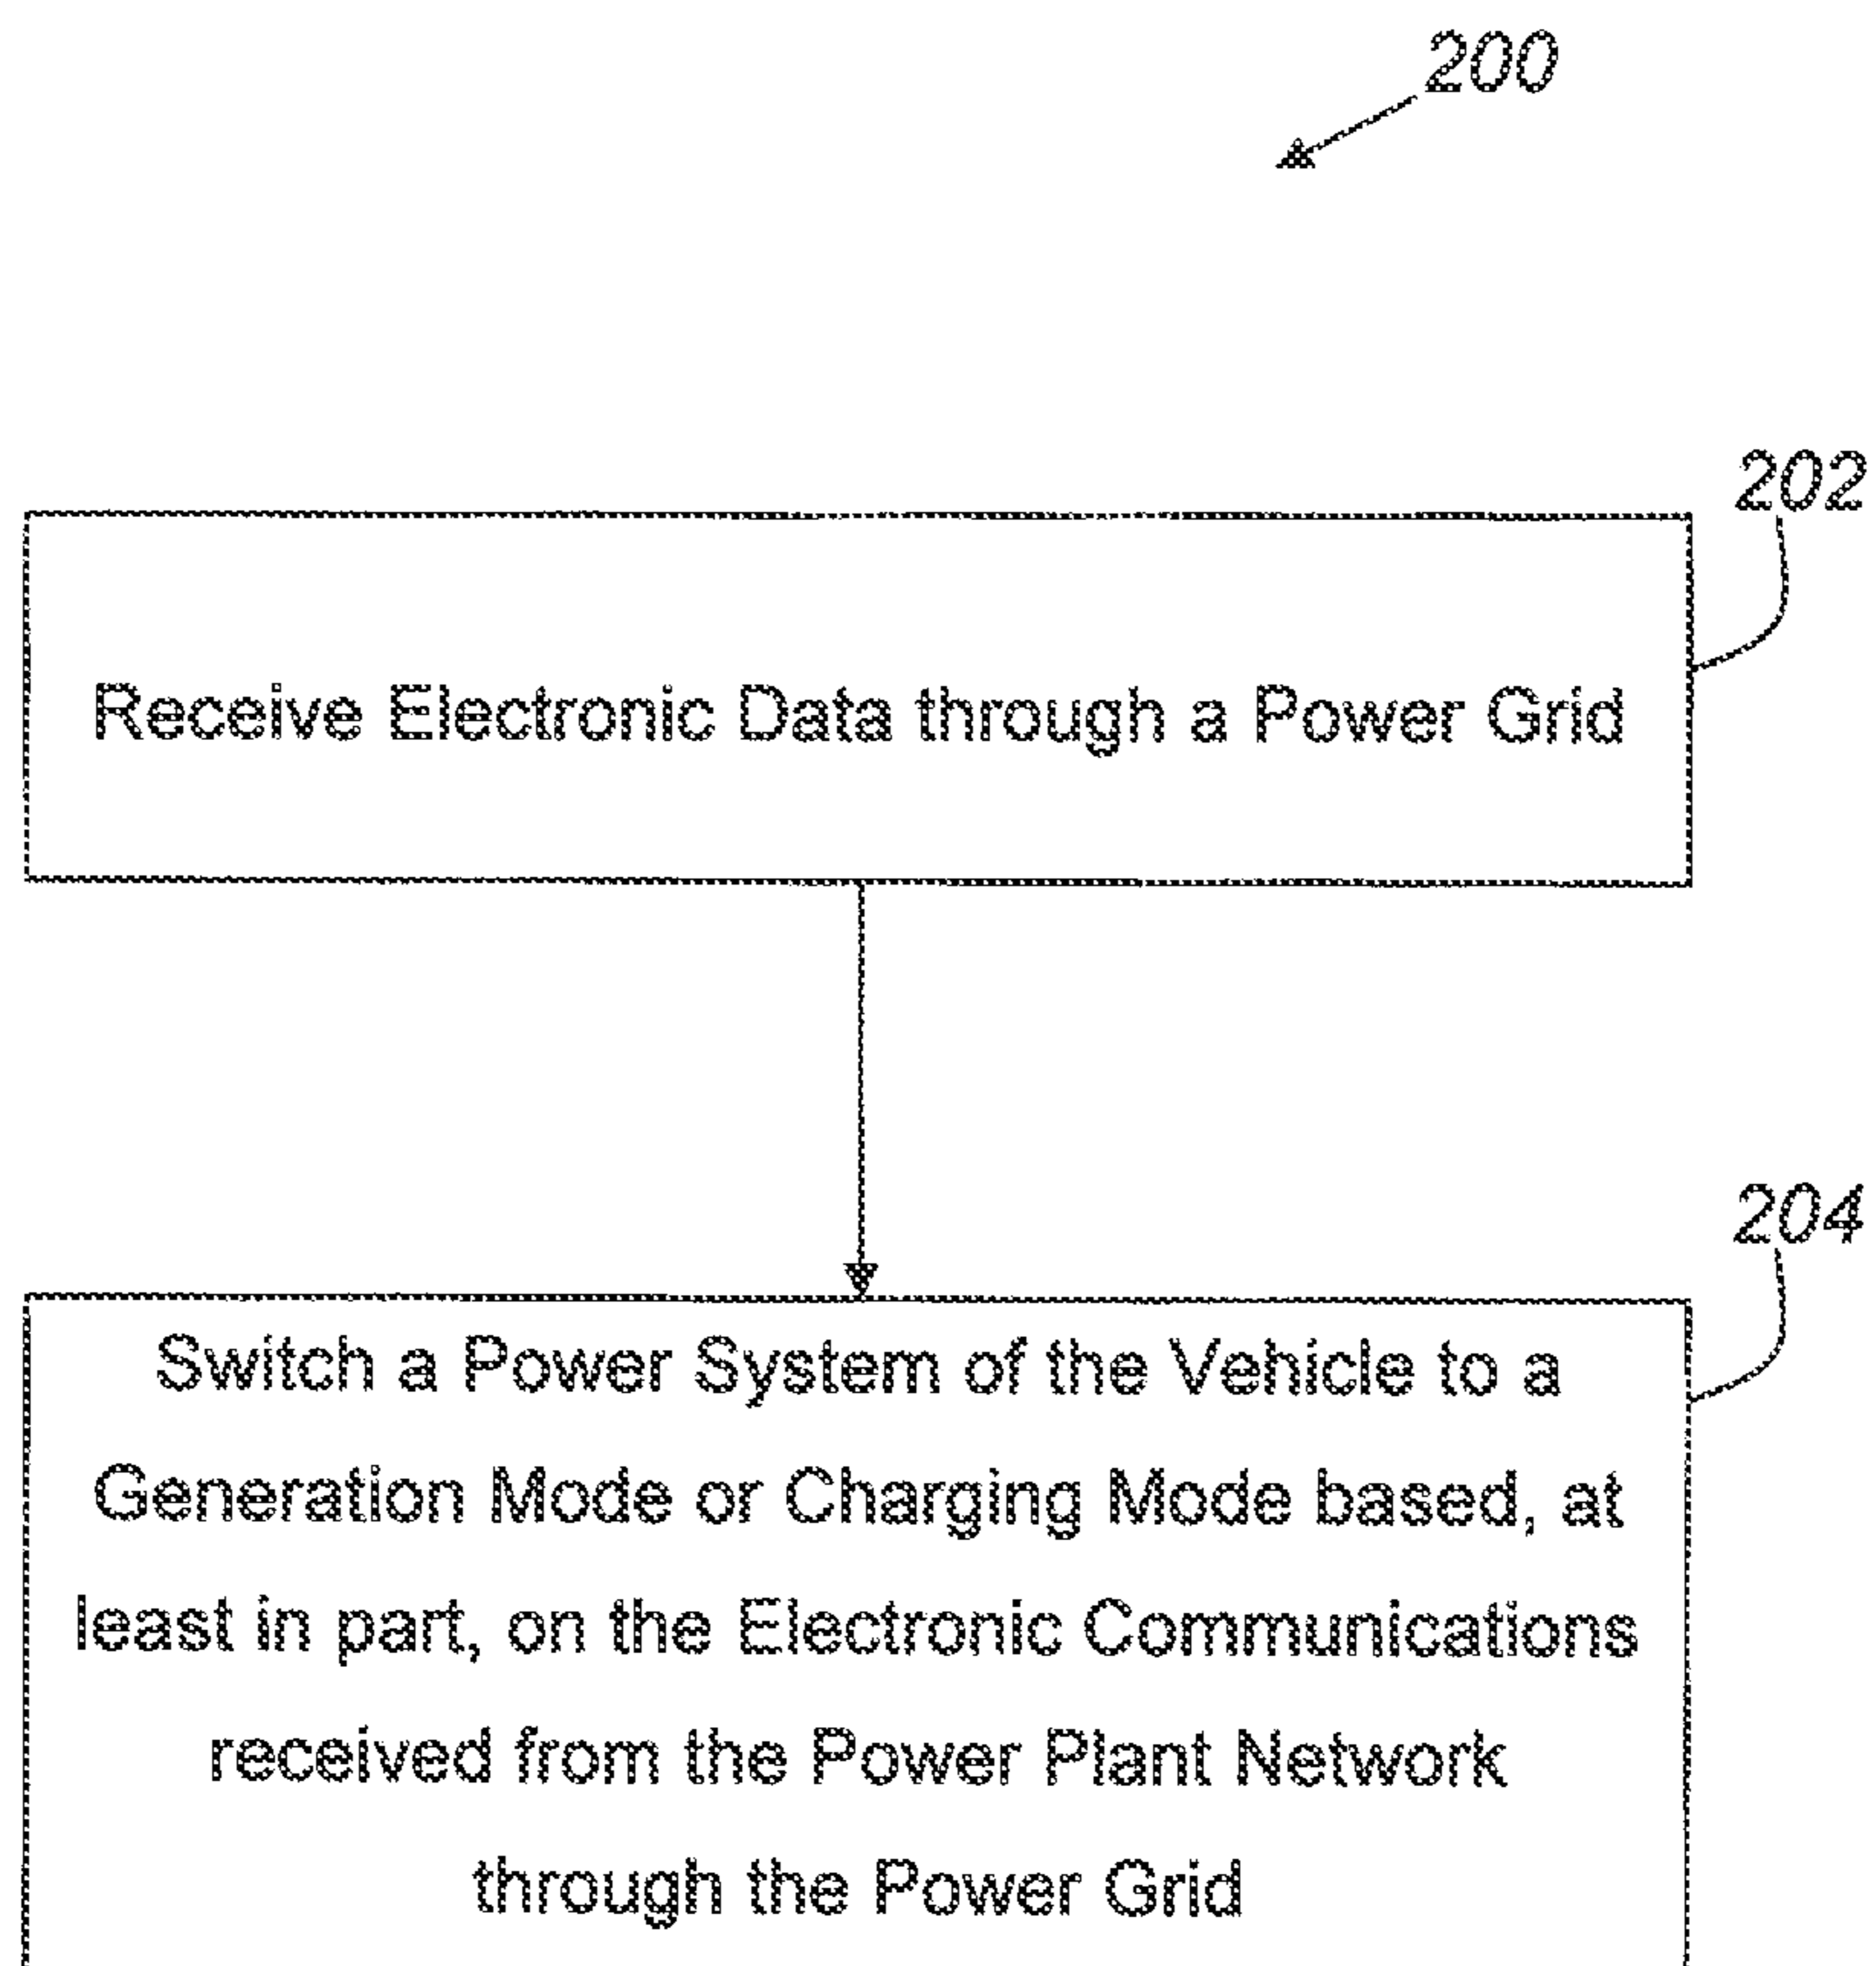 200
202
Receive Electronic Data through a Power Grid
204
Switch a Power System of the Vehicle to a
Generation Mode or Charging Mode based, at
least in part, on the Electronic Communications
received from the Power Plant Network
through the Power Grid